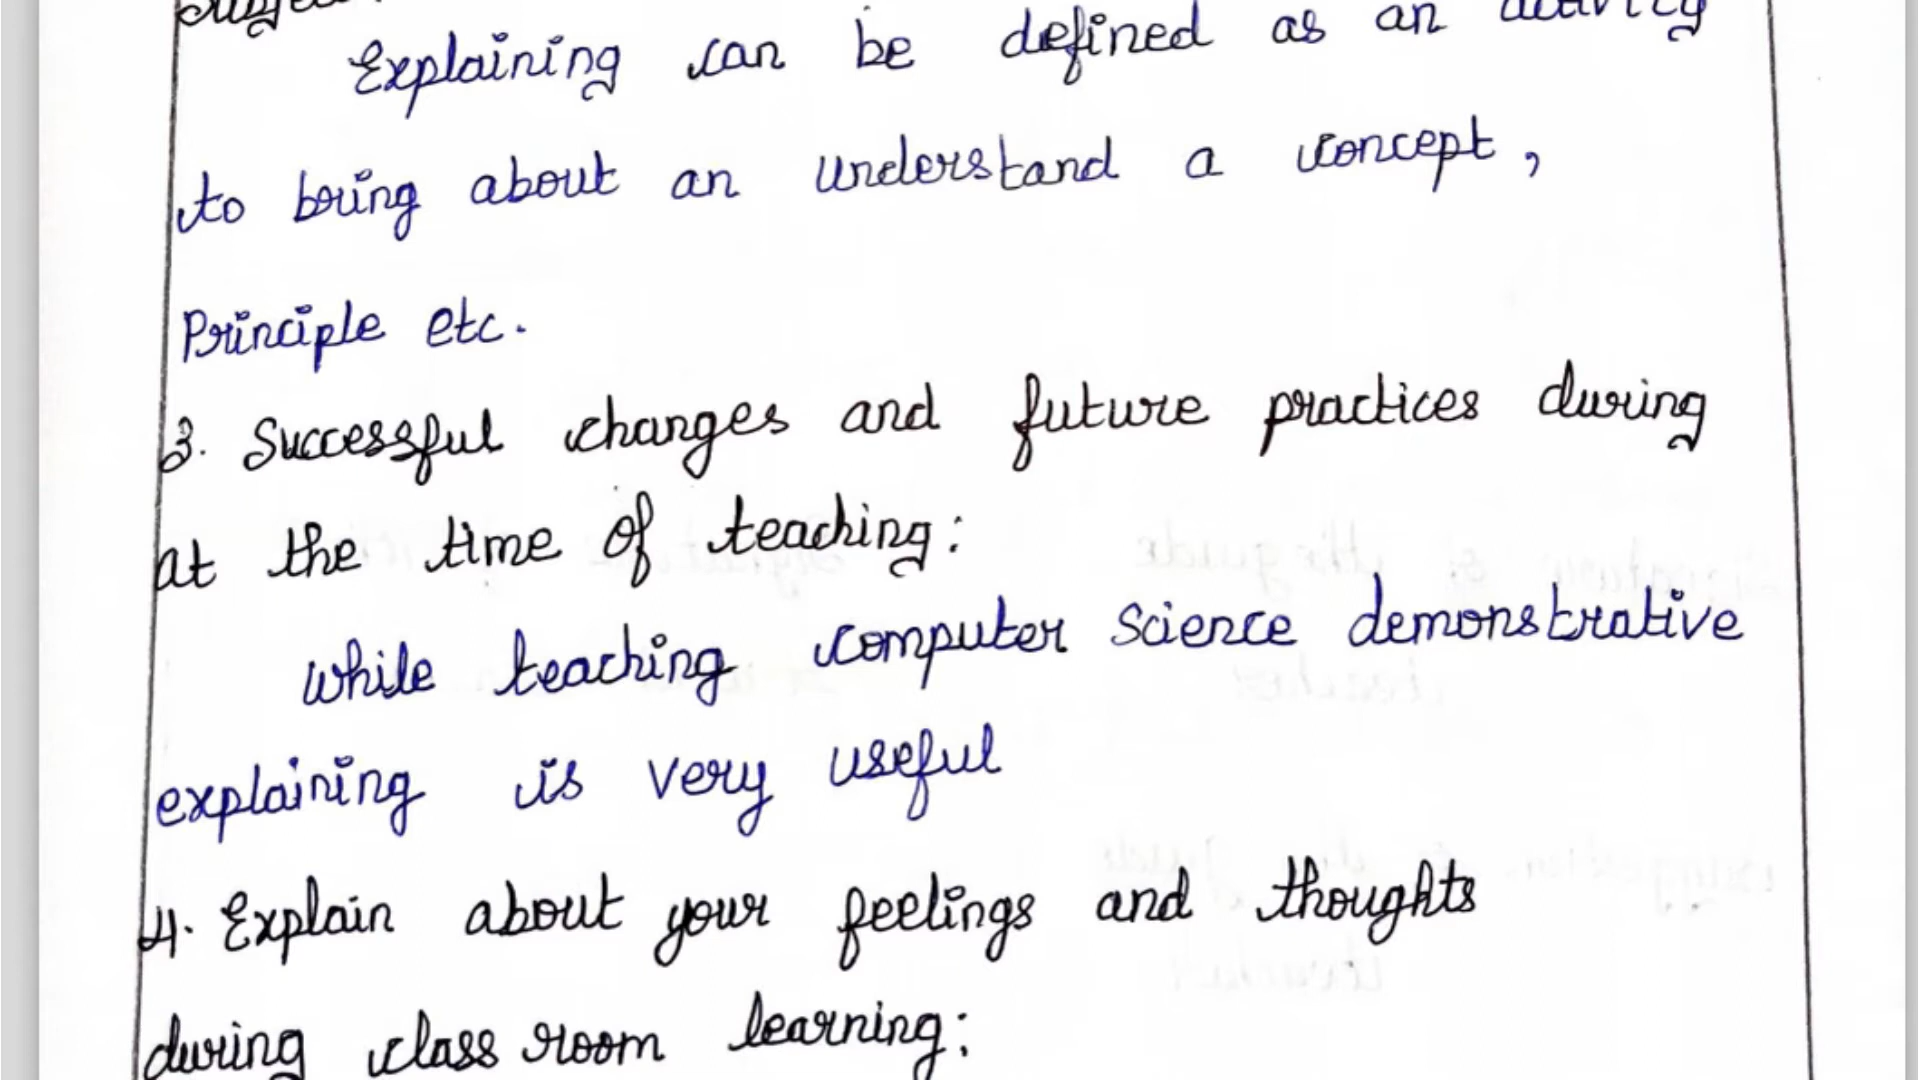 Explaining can be defined as an activity
to bring about an understand a concept,
Principle etc.
3. Successful changes and future practices during
at the time of teaching:
while teaching computer science demonstrative
explaining is very useful
4. Explain about your feelings and thoughts
during class room learning: